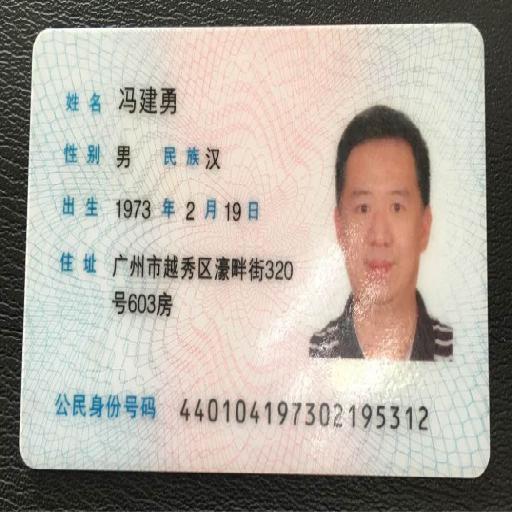 姓名 冯建勇
性别 男 民族 汉
出生 1973 年 2 月 19 日
住址 广州市越秀区濠畔街320
号603房
公民身份号码 440104197302195312